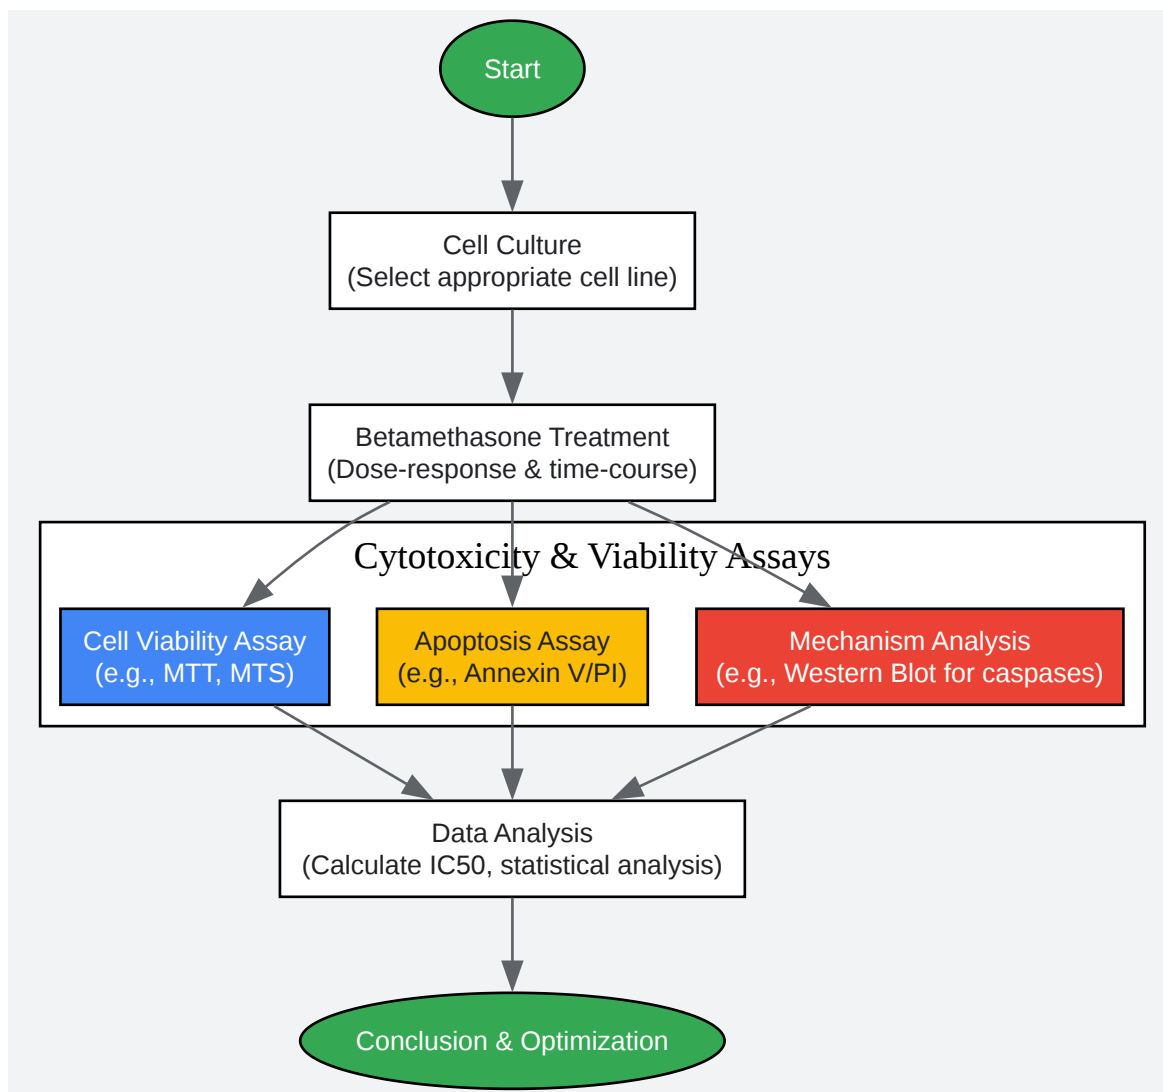 Start
Cell Culture
(Select appropriate cell line)
Betamethasone Treatment
(Dose-response & time-course)
Cytotoxicity & Viability Assays
Cell Viability Assay
(e.g., MTT, MTS)
Apoptosis Assay
(e.g., Annexin V/PI)
Mechanism Analysis
(e.g., Western Blot for caspases)
Data Analysis
(Calculate IC50, statistical analysis)
Conclusion & Optimization